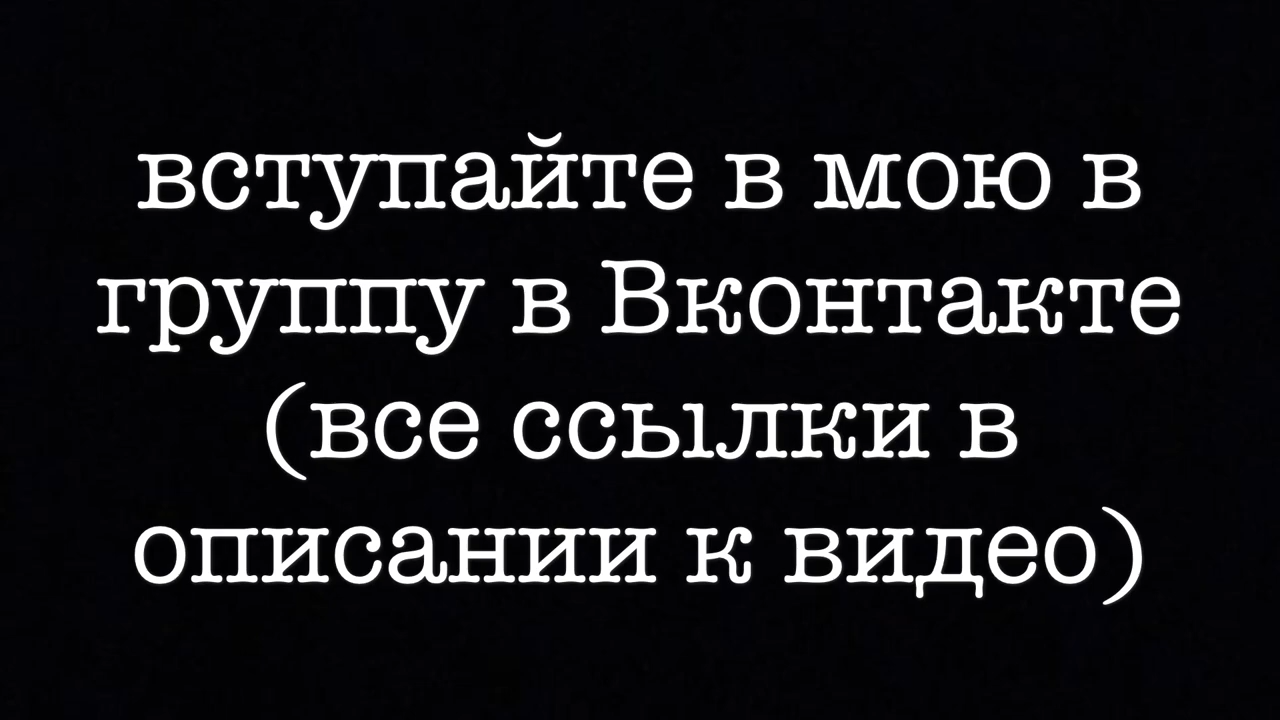 вступайте в мою в
группу в Вконтакте
(все ссылки в
описании к видео)